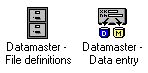 D M
Datamaster - 
File definitions
Datamaster - 
Data entry